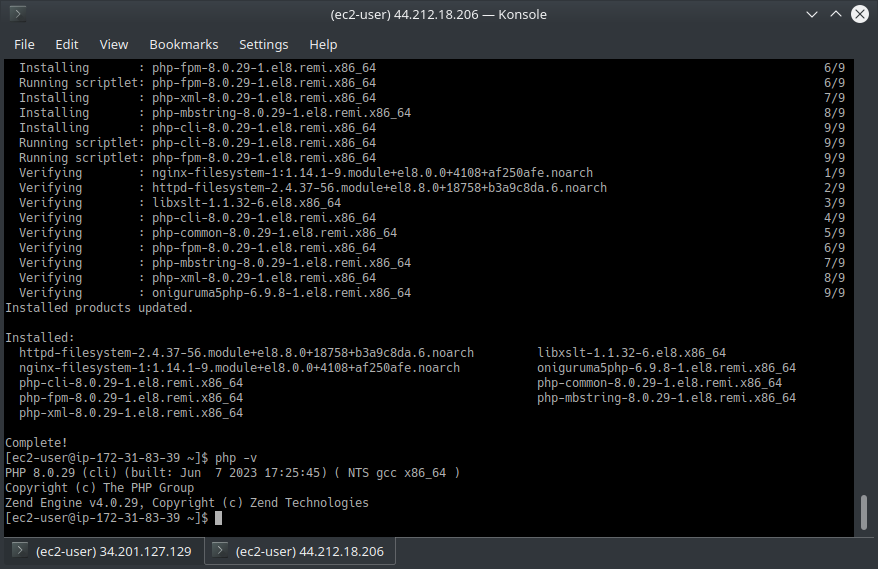 (ec2-user) 44.212.18.206 — Konsole
File Edit View Bookmarks Settings Help
Installing : php-fpm-8.0.29-1.el8.remi.x86_64 6/9
Running scriptlet: php-fpm-8.0.29-1.el8.remi.x86_64 6/9
Installing : php-xml-8.0.29-1.el8.remi.x86_64 7/9
Installing : php-mbstring-8.0.29-1.el8.remi.x86_64 8/9
Installing : php-cli-8.0.29-1.el8.remi.x86_64 9/9
Running scriptlet: php-cli-8.0.29-1.el8.remi.x86_64 9/9
Running scriptlet: php-fpm-8.0.29-1.el8.remi.x86_64 9/9
Verifying : nginx-filesystem-1:1.14.1-9.module+el8.0.0+4108+af250afe.noarch 1/9
Verifying : httpd-filesystem-2.4.37-56.module+el8.8.0+18758+b3a9c8da.6.noarch 2/9
Verifying : libxslt-1.1.32-6.el8.x86_64 3/9
Verifying : php-cli-8.0.29-1.el8.remi.x86_64 4/9
Verifying : php-common-8.0.29-1.el8.remi.x86_64 5/9
Verifying : php-fpm-8.0.29-1.el8.remi.x86_64 6/9
Verifying : php-mbstring-8.0.29-1.el8.remi.x86_64 7/9
Verifying : php-xml-8.0.29-1.el8.remi.x86_64 8/9
Verifying : oniguruma5php-6.9.8-1.el8.remi.x86_64 9/9
Installed products updated.
Installed:
httpd-filesystem-2.4.37-56.module+el8.8.0+18758+b3a9c8da.6.noarch libxslt-1.1.32-6.el8.x86_64
nginx-filesystem-1:1.14.1-9.module+el8.0.0+4108+af250afe.noarch oniguruma5php-6.9.8-1.el8.remi.x86_64
php-cli-8.0.29-1.el8.remi.x86_64 php-common-8.0.29-1.el8.remi.x86_64
php-fpm-8.0.29-1.el8.remi.x86_64 php-mbstring-8.0.29-1.el8.remi.x86_64
php-xml-8.0.29-1.el8.remi.x86_64
Complete!
[ec2-user@ip-172-31-83-39 ~]$ php -v
PHP 8.0.29 (cli) (built: Jun  7 2023 17:25:45) ( NTS gcc x86_64 )
Copyright (c) The PHP Group
Zend Engine v4.0.29, Copyright (c) Zend Technologies
[ec2-user@ip-172-31-83-39 ~]$
(ec2-user) 34.201.127.129 (ec2-user) 44.212.18.206